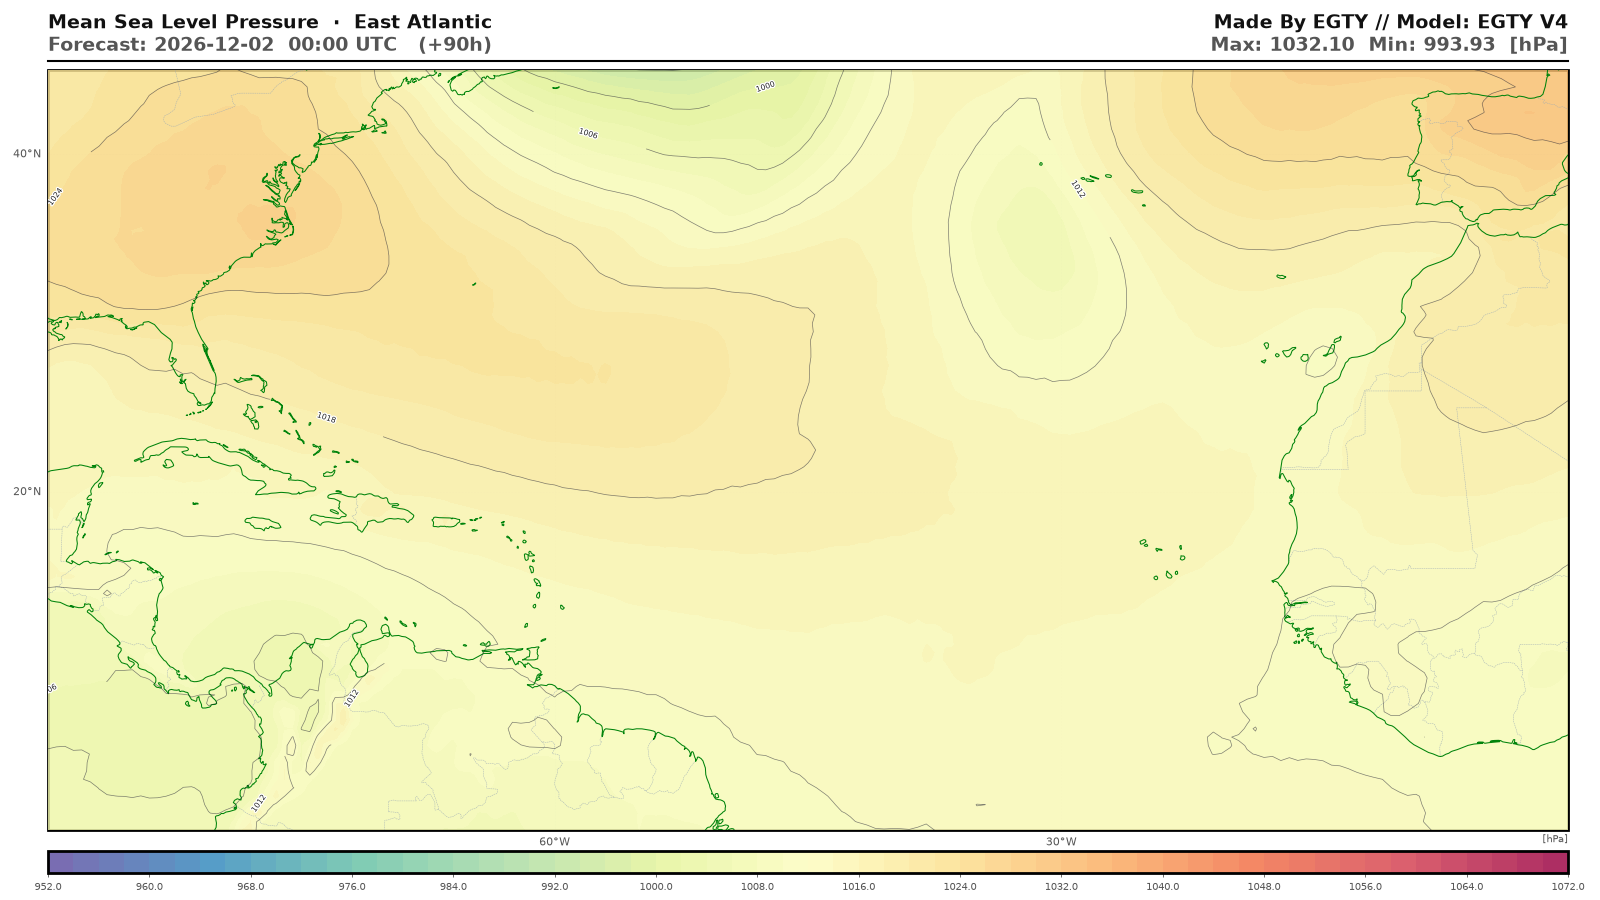 Mean Sea Level Pressure · East Atlantic
Made By EGTY // Model: EGTY V4
Forecast: 2026-12-02 00:00 UTC (+90h)
Max: 1032.10 Min: 993.93 [hPa]
1000
1006
40°N
1012
1024
1018
20°N
06
1012
1012
60°W
30°W
[hPa]
952.0 960.0 968.0 976.0 984.0 992.0 1000.0 1008.0 1016.0 1024.0 1032.0 1040.0 1048.0 1056.0 1064.0 1072.0